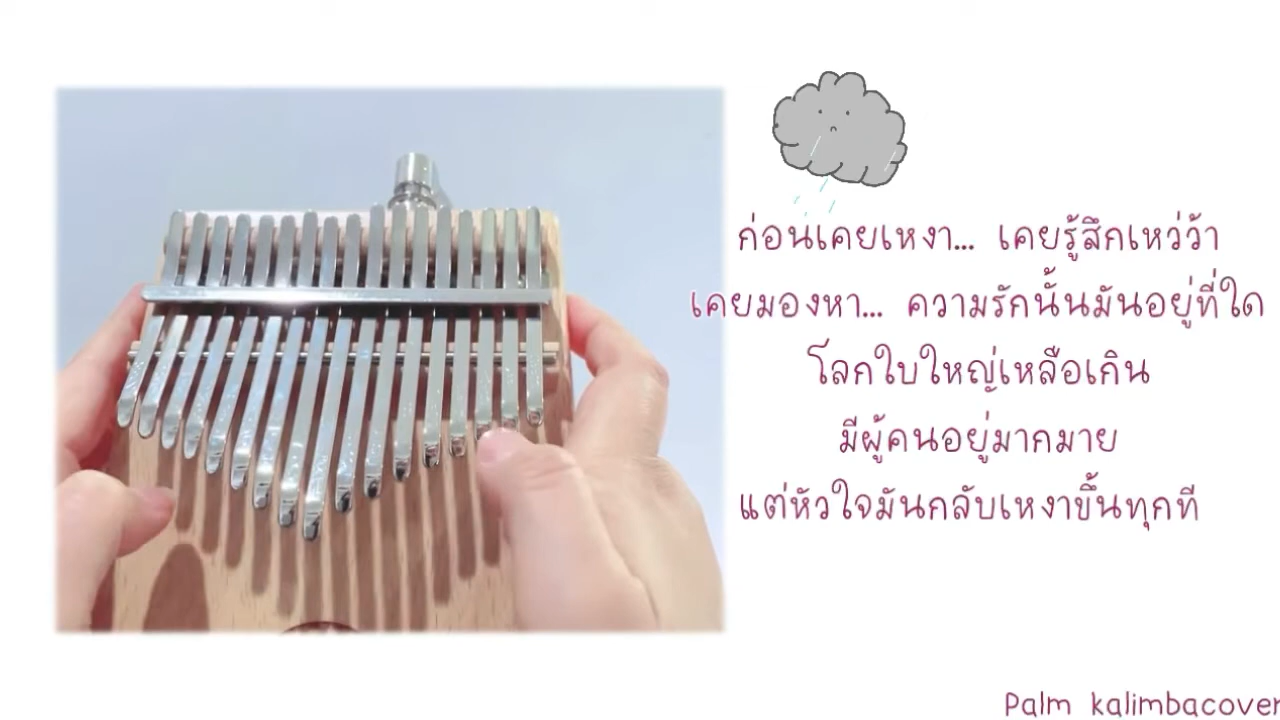 ก่อนเคยเหงา... เคยรู้สึกเหว่ว้า
เคยมองหา... ความรักนั้นมันอยู่ที่ใด
โลกใบใหญ่เหลือเกิน
มีผู้คนอยู่มากมาย
แต่หัวใจมันกลับเหงาขึ้นทุกที
Palm kalimbacover